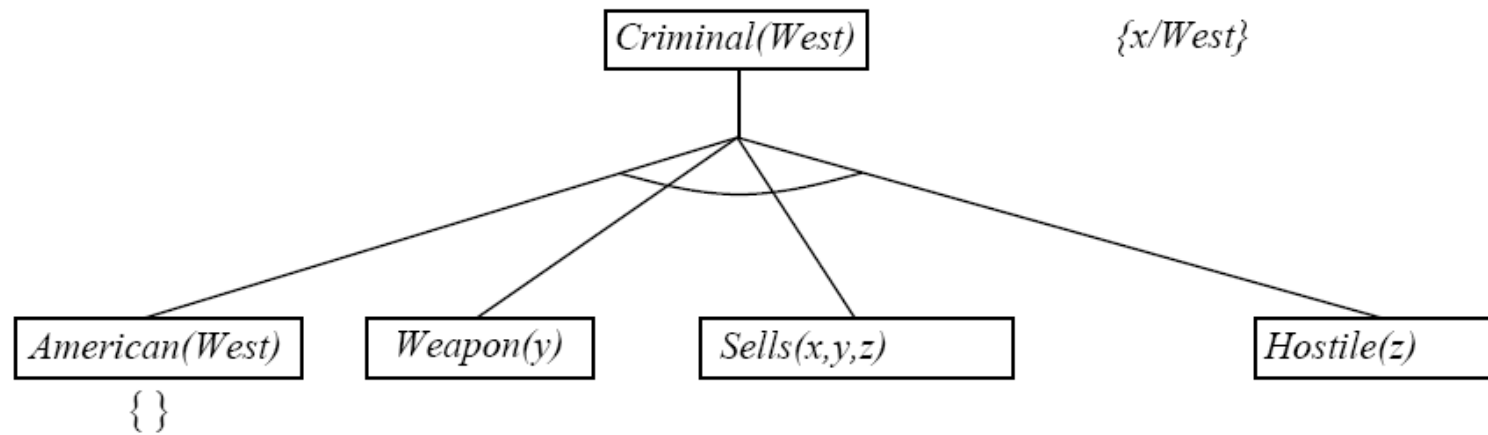 Criminal(West) {x/West}
American(West) Weapon(y) Sells(x,y,z) Hostile(z)
{ }